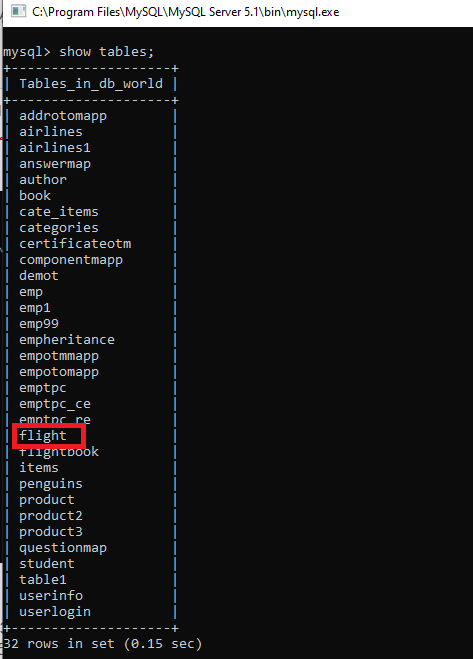 C:\Program Files\MySQL\MySQL Server 5.1\bin\mysql.exe
mysql> show tables;
+--------------------+
| Tables_in_db_world |
+--------------------+
| addrotomapp        |
| airlines           |
| airlines1          |
| answermap          |
| author             |
| book               |
| cate_items         |
| categories         |
| certificateotm     |
| componentmapp      |
| demot              |
| emp                |
| emp1               |
| emp99              |
| empheritance       |
| empotmmapp         |
| empotomapp         |
| emptpc             |
| emptpc_ce          |
| emptpc_re          |
| flight             |
| flightbook         |
| items              |
| penguins           |
| product            |
| product2           |
| product3           |
| questionmap        |
| student            |
| table1             |
| userinfo           |
| userlogin          |
+--------------------+
32 rows in set (0.15 sec)